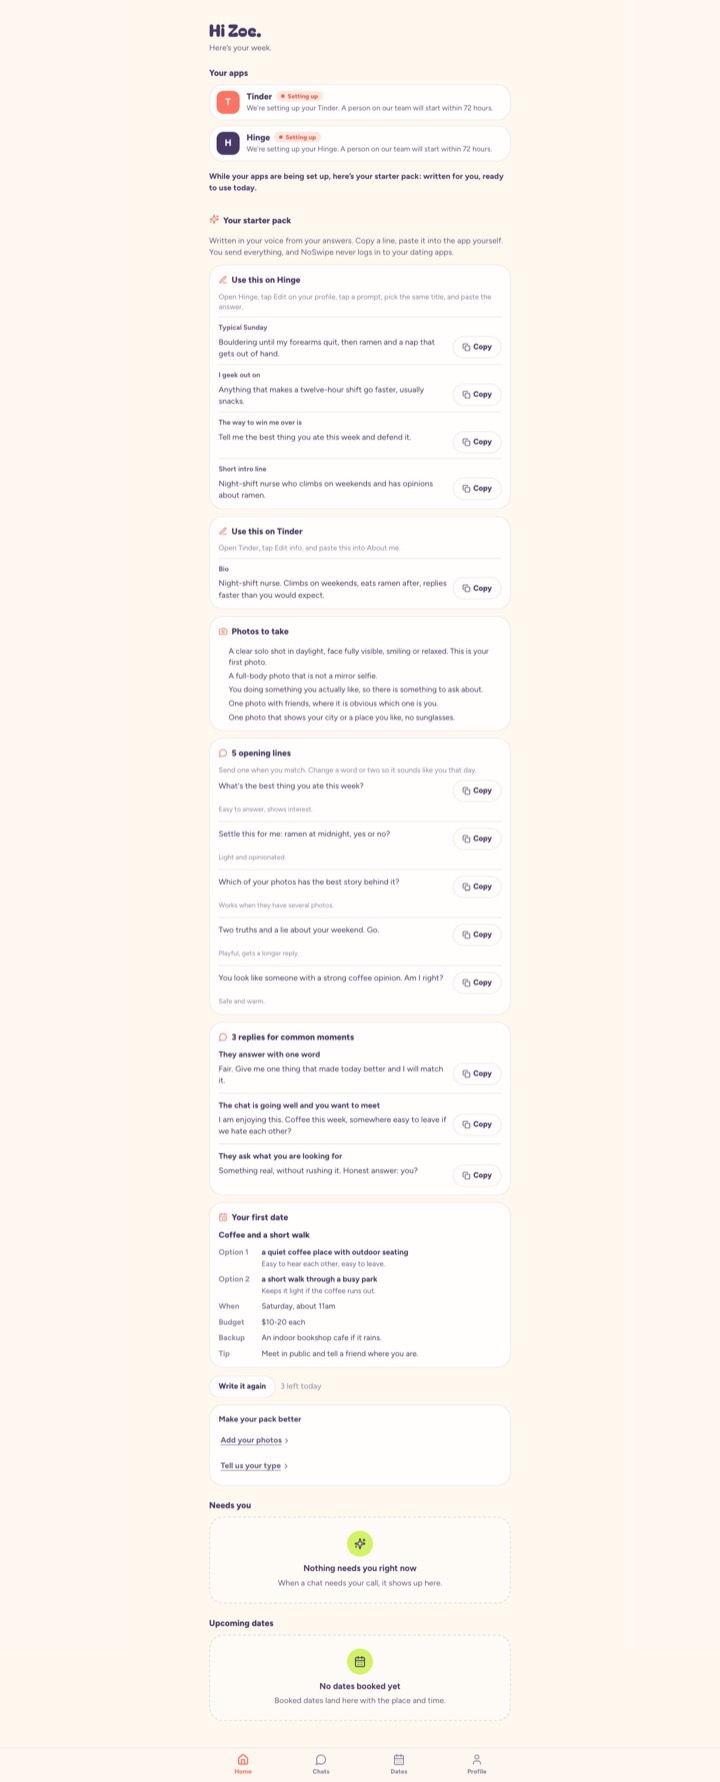 Hi Zoe.
Here's your week.
Your apps
T
Tinder
Setting up
We're setting up your Tinder. A person on our team will start within 72 hours.
H
Hinge
Setting up
We're setting up your Hinge. A person on our team will start within 72 hours.
While your apps are being set up, here's your starter pack: written for you, ready
to use today.
Your starter pack
Written in your voice from your answers. Copy a line, paste it into the app yourself.
You send everything, and NoSwipe never logs in to your dating apps.
Use this on Hinge
Open Hinge, tap Edit on your profile, tap a prompt, pick the same title, and paste the
answer.
Typical Sunday
Bouldering until my forearms quit, then ramen and a nap that
gets out of hand.
Copy
I geek out on
Anything that makes a twelve-hour shift go faster, usually
snacks.
Copy
The way to win me over is
Tell me the best thing you ate this week and defend it.
Copy
Short intro line
Night-shift nurse who climbs on weekends and has opinions
about ramen.
Copy
Use this on Tinder
Open Tinder, tap Edit info, and paste this into About me.
Bio
Night-shift nurse. Climbs on weekends, eats ramen after, replies
faster than you would expect.
Copy
Photos to take
A clear solo shot in daylight, face fully visible, smiling or relaxed. This is your
first photo.
A full-body photo that is not a mirror selfie.
You doing something you actually like, so there is something to ask about.
One photo with friends, where it is obvious which one is you.
One photo that shows your city or a place you like, no sunglasses.
5 opening lines
Send one when you match. Change a word or two so it sounds like you that day.
What's the best thing you ate this week?
Copy
Easy to answer, shows interest.
Settle this for me: ramen at midnight, yes or no?
Copy
Light and opinionated.
Which of your photos has the best story behind it?
Copy
Works when they have several photos.
Two truths and a lie about your weekend. Go.
Copy
Playful, gets a longer reply.
You look like someone with a strong coffee opinion. Am I right?
Copy
Safe and warm.
3 replies for common moments
They answer with one word
Fair. Give me one thing that made today better and I will match
it.
Copy
The chat is going well and you want to meet
I am enjoying this. Coffee this week, somewhere easy to leave if
we hate each other?
Copy
They ask what you are looking for
Something real, without rushing it. Honest answer: you?
Copy
Your first date
Coffee and a short walk
Option 1
a quiet coffee place with outdoor seating
Easy to hear each other, easy to leave.
Option 2
a short walk through a busy park
Keeps it light if the coffee runs out.
When
Saturday, about 11am
Budget
$10-20 each
Backup
An indoor bookshop cafe if it rains.
Tip
Meet in public and tell a friend where you are.
Write it again
3 left today
Make your pack better
Add your photos ›
Tell us your type ›
Needs you
Nothing needs you right now
When a chat needs your call, it shows up here.
Upcoming dates
No dates booked yet
Booked dates land here with the place and time.
Home
Chats
Dates
Profile